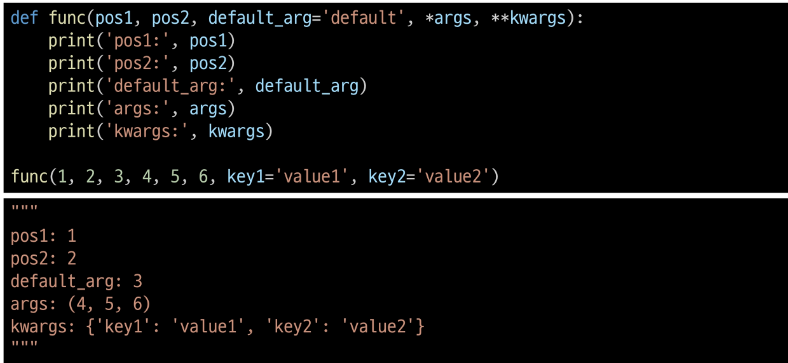 def func(pos1, pos2, default_arg='default', *args, **kwargs):
    print('pos1:', pos1)
    print('pos2:', pos2)
    print('default_arg:', default_arg)
    print('args:', args)
    print('kwargs:', kwargs)

func(1, 2, 3, 4, 5, 6, key1='value1', key2='value2')
"""
pos1: 1
pos2: 2
default_arg: 3
args: (4, 5, 6)
kwargs: {'key1': 'value1', 'key2': 'value2'}
"""